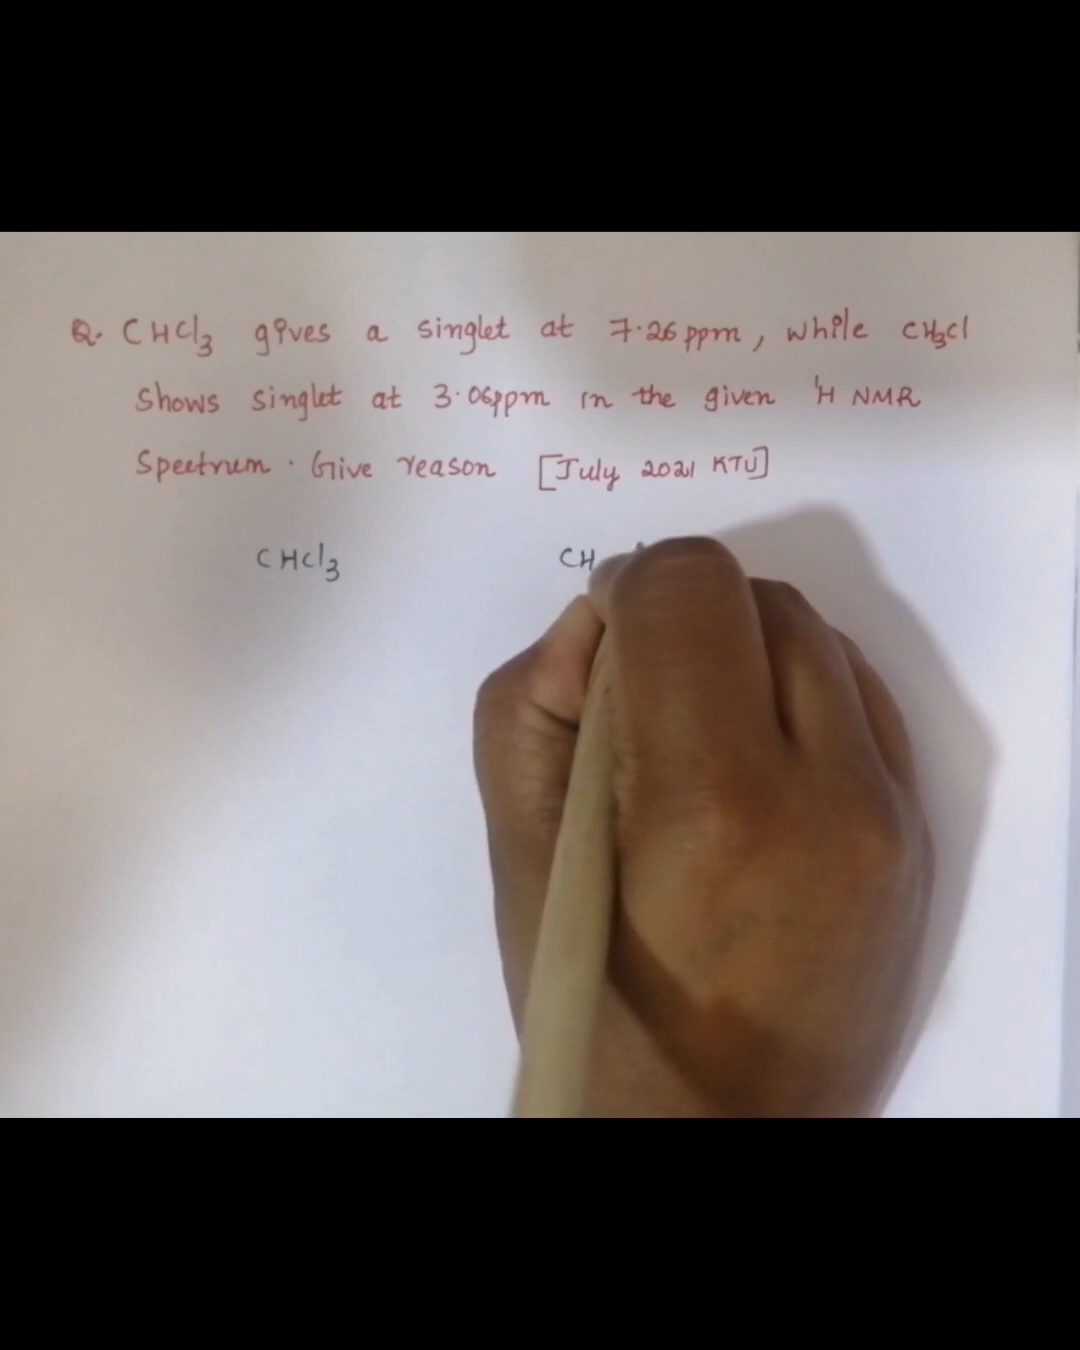 Q. CHCl3 gives a singlet at 7.26 ppm, while CH3Cl
Shows singlet at 3.06ppm in the given 1H NMR
Spectrum. Give reason [July 2021 KTU]
CHCl3 CH